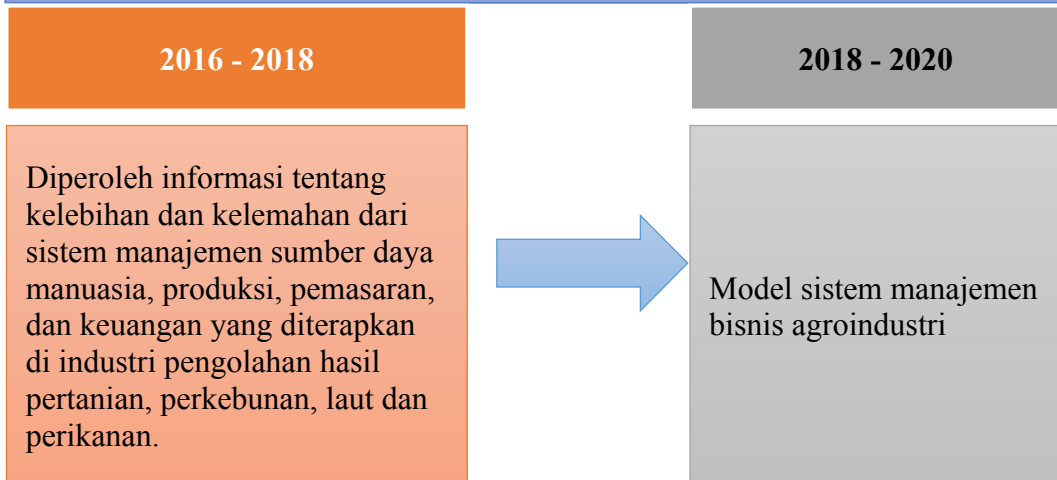 2016 - 2018
Diperoleh informasi tentang
kelebihan dan kelemahan dari
sistem manajemen sumber daya
manuasia, produksi, pemasaran,
dan keuangan yang diterapkan
di industri pengolahan hasil
pertanian, perkebunan, laut dan
perikanan.
2018 - 2020
Model sistem manajemen
bisnis agroindustri